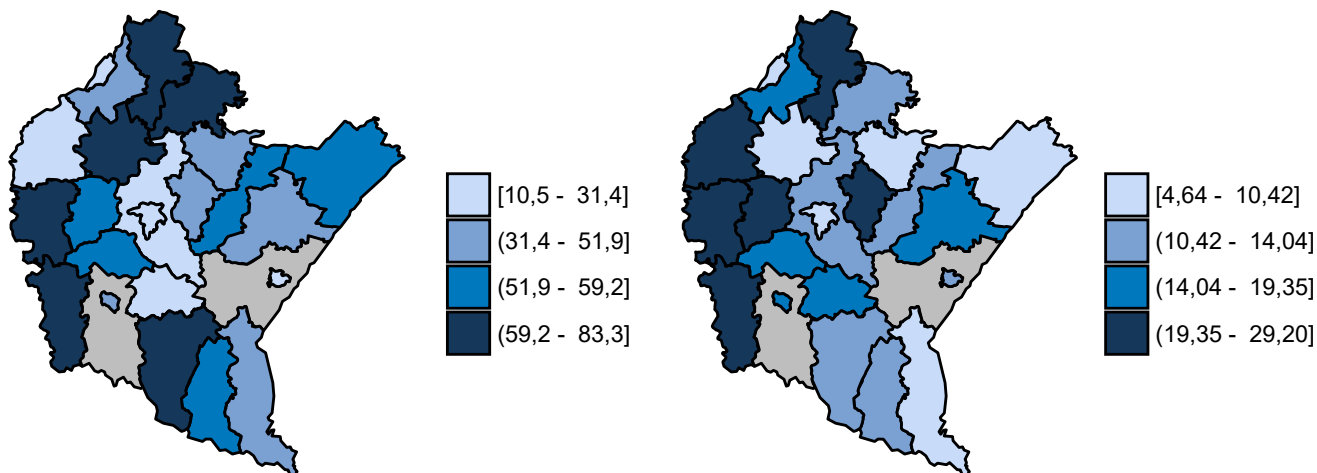 [10,5 - 31,4]
(31,4 - 51,9]
(51,9 - 59,2]
(59,2 - 83,3]
[4,64 - 10,42]
(10,42 - 14,04]
(14,04 - 19,35]
(19,35 - 29,20]